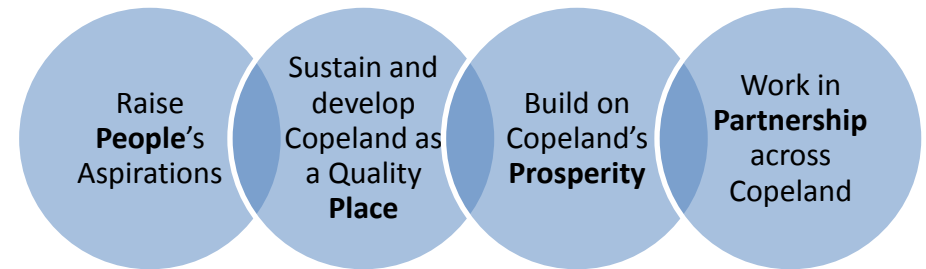 Raise
People's
Aspirations
Sustain and
develop
Copeland as
a Quality
Place
Build on
Copeland's
Prosperity
Work in
Partnership
across
Copeland